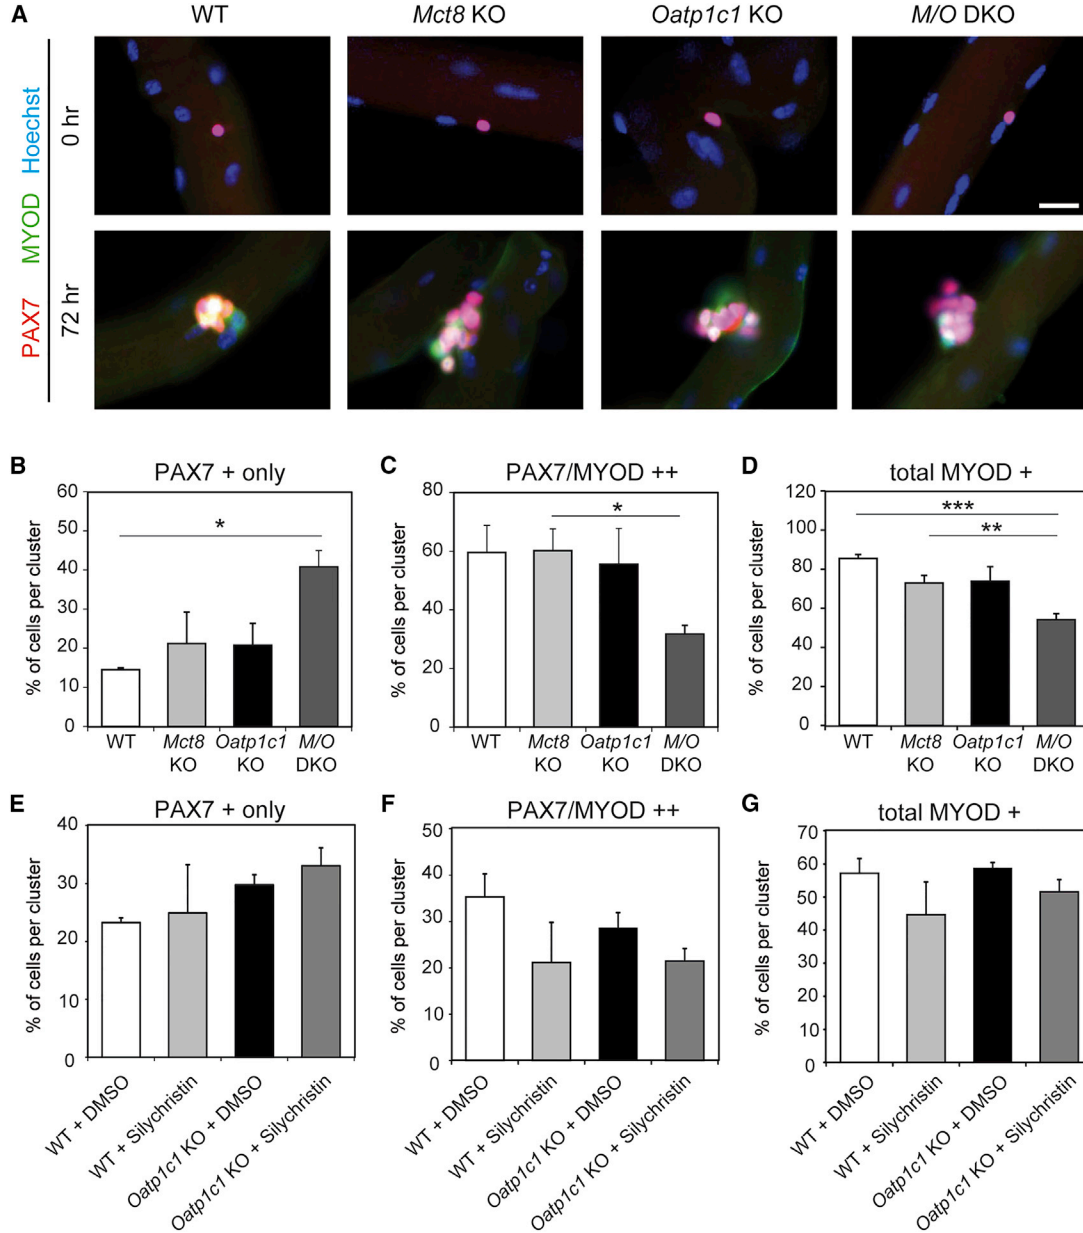 A
WT
Mct8 KO
Oatp1c1 KO
M/O DKO
PAX7 MYOD Hoechst
0 hr
72 hr
B
PAX7 + only
% of cells per cluster
60
50
40
30
20
10
0
*
WT
Mct8 KO
Oatp1c1 KO
M/O DKO
C
PAX7/MYOD ++
% of cells per cluster
80
60
40
20
0
*
WT
Mct8 KO
Oatp1c1 KO
M/O DKO
D
total MYOD +
% of cells per cluster
120
100
80
60
40
20
0
***
**
WT
Mct8 KO
Oatp1c1 KO
M/O DKO
E
PAX7 + only
% of cells per cluster
40
30
20
10
0
WT + DMSO
WT + Silychristin
Oatp1c1 KO + DMSO
Oatp1c1 KO + Silychristin
F
PAX7/MYOD ++
% of cells per cluster
50
40
30
20
10
0
WT + DMSO
WT + Silychristin
Oatp1c1 KO + DMSO
Oatp1c1 KO + Silychristin
G
total MYOD +
% of cells per cluster
70
60
50
40
30
20
10
0
WT + DMSO
WT + Silychristin
Oatp1c1 KO + DMSO
Oatp1c1 KO + Silychristin